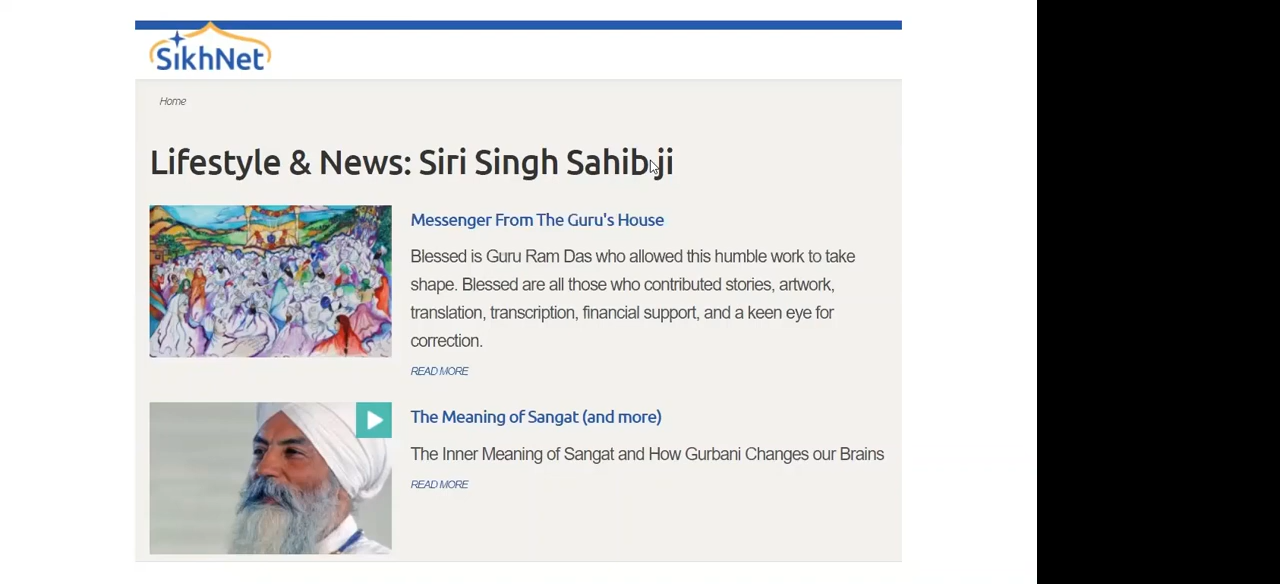 SikhNet
Home
Lifestyle & News: Siri Singh Sahib ji
Messenger From The Guru's House
Blessed is Guru Ram Das who allowed this humble work to take
shape. Blessed are all those who contributed stories, artwork,
translation, transcription, financial support, and a keen eye for
correction.
READ MORE
The Meaning of Sangat (and more)
The Inner Meaning of Sangat and How Gurbani Changes our Brains
READ MORE